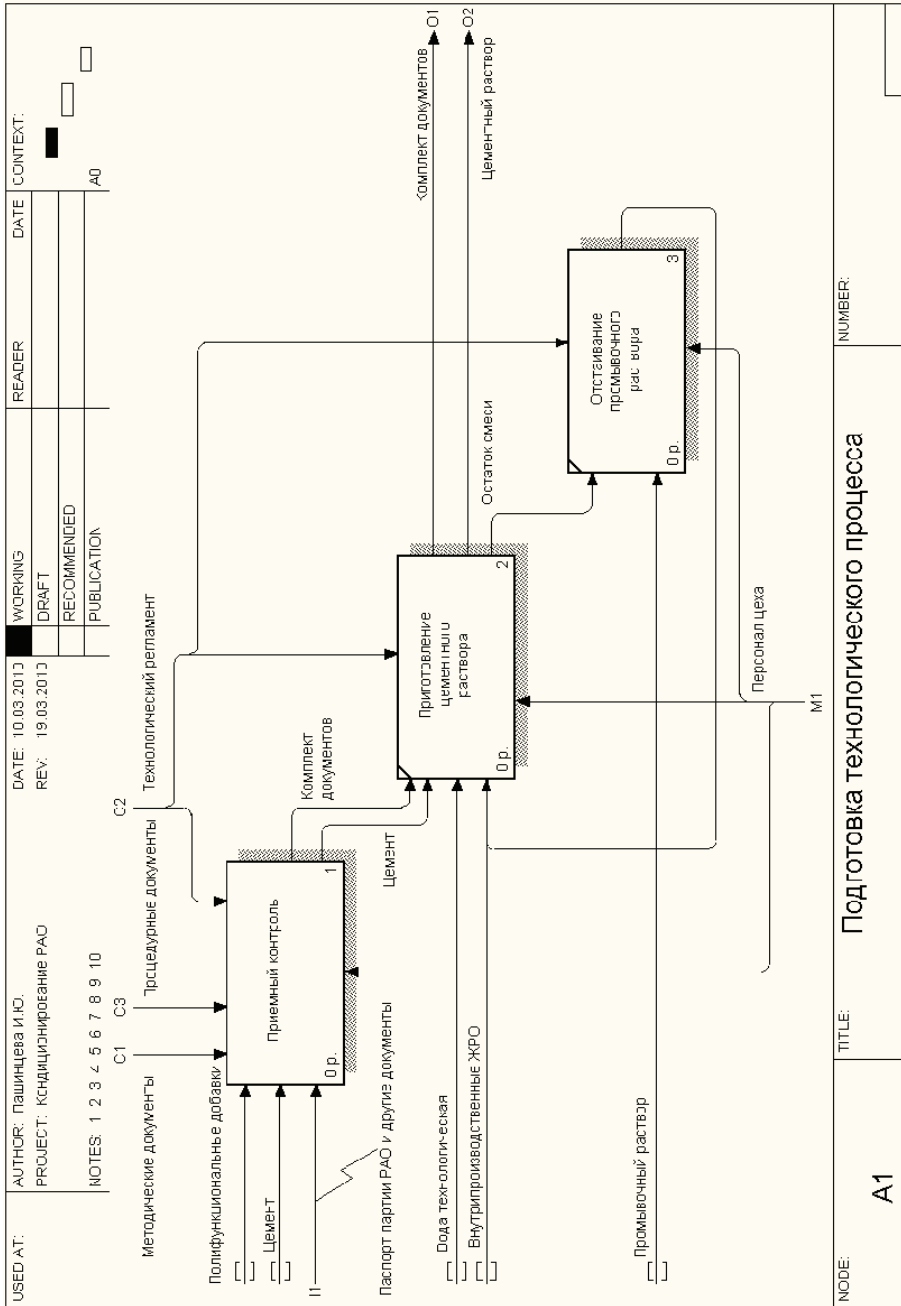 USED AT:
AUTHOR: Пашинцева И.Ю.
PROJECT: Кондиционирование РАО
NOTES: 1 2 3 4 5 6 7 8 9 10
DATE: 10.03.2013
REV: 19.03.2013
WORKING
DRAFT
RECOMMENDED
PUBLICATION
READER
DATE
CONTEXT:
A0
C1
C3
C2
Методические документы
Процедурные документы
Технологический регламент
Полифункциональные добавки
Цемент
I1
Паспорт партии РАО и другие документы
Приемный контроль
0 р.
1
Комплект
документов
Цемент
Вода технологическая
Внутрипроизводственные ЖРО
Приготовление
цементного
раствора
0 р.
2
Комплект документов
O1
O2
Цементный раствор
Остаток смеси
Отстаивание
промывочного
раствора
0 р.
3
Промывочный раствор
Персонал цеха
M1
NODE:
A1
TITLE:
Подготовка технологического процесса
NUMBER: